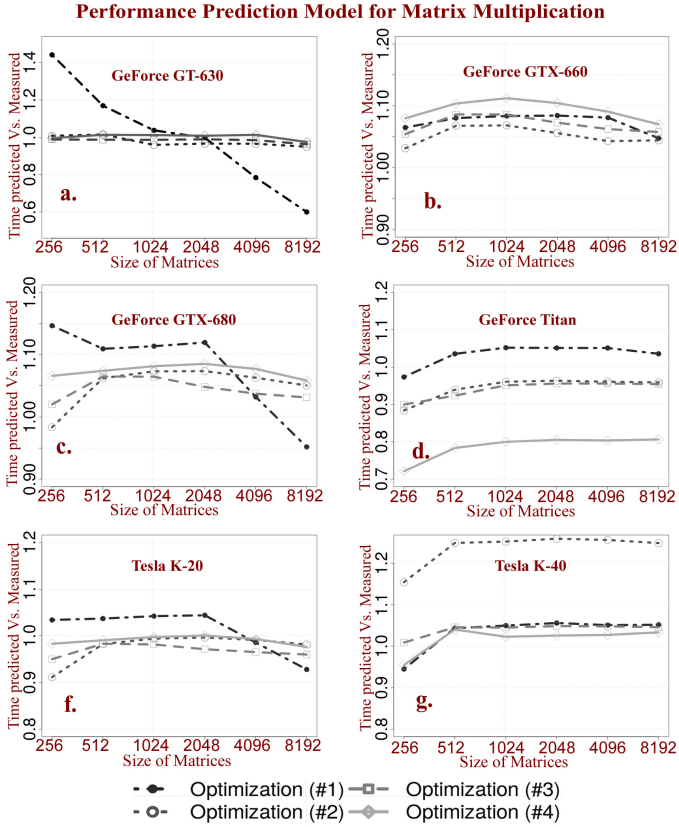 Performance Prediction Model for Matrix Multiplication
Time predicted Vs. Measured
1.4
1.2
1.0
0.8
0.6
GeForce GT-630
a.
256 512 1024 2048 4096 8192
Size of Matrices
Time predicted Vs. Measured
1.20
1.10
1.00
0.90
GeForce GTX-660
b.
256 512 1024 2048 4096 8192
Size of Matrices
Time predicted Vs. Measured
1.20
1.10
1.00
0.90
GeForce GTX-680
c.
256 512 1024 2048 4096 8192
Size of Matrices
Time predicted Vs. Measured
1.2
1.1
1.0
0.9
0.8
0.7
GeForce Titan
d.
256 512 1024 2048 4096 8192
Size of Matrices
Time predicted Vs. Measured
1.2
1.1
1.0
0.9
0.8
Tesla K-20
f.
256 512 1024 2048 4096 8192
Size of Matrices
Time predicted Vs. Measured
1.2
1.1
1.0
0.9
0.8
Tesla K-40
g.
256 512 1024 2048 4096 8192
Size of Matrices
Optimization (#1) Optimization (#3)
Optimization (#2) Optimization (#4)